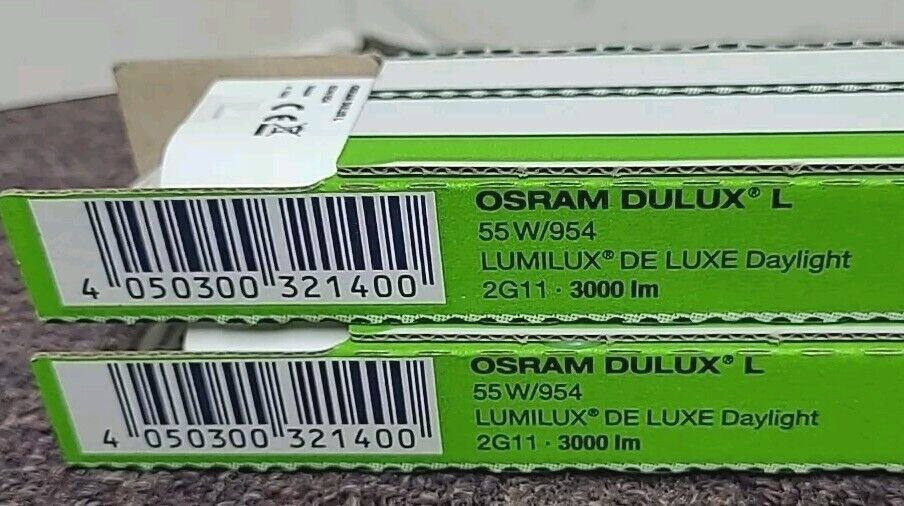 CE
OSRAM DULUX® L
55 W/954
LUMILUX® DE LUXE Daylight
2G11 · 3000 lm
4 050300 321400
OSRAM DULUX® L
55 W/954
LUMILUX® DE LUXE Daylight
2G11 · 3000 lm
4 050300 321400